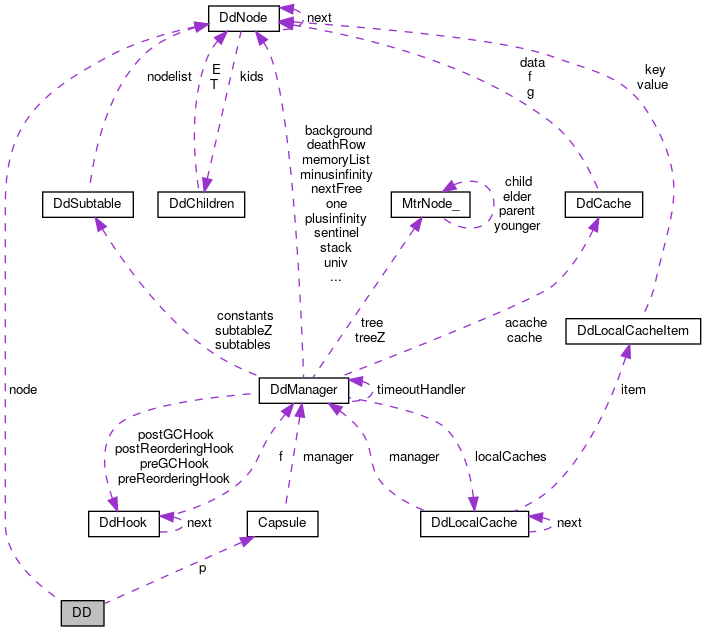 DdNode
next
nodelist
E
T
kids
data
f
g
key
value
background
deathRow
memoryList
minusinfinity
nextFree
one
plusinfinity
sentinel
stack
univ
...
DdSubtable
DdChildren
MtrNode_
child
elder
parent
younger
DdCache
constants
subtableZ
subtables
tree
treeZ
acache
cache
DdLocalCacheItem
DdManager
timeoutHandler
node
item
postGCHook
postReorderingHook
preGCHook
preReorderingHook
f
manager
manager
localCaches
DdHook
next
Capsule
DdLocalCache
next
p
DD